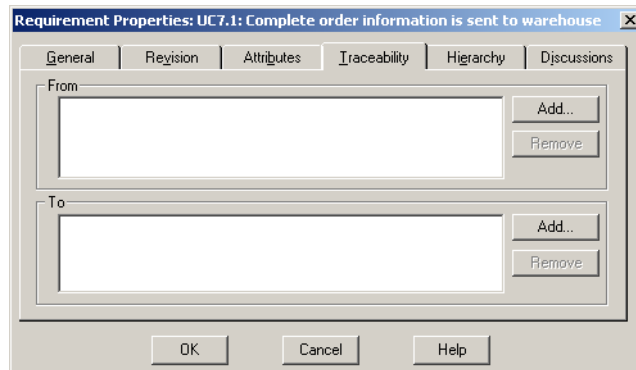 Requirement Properties: UC7.1: Complete order information is sent to warehouse X
General Revision Attributes Traceability Hierarchy Discussions
From
Add...
Remove
To
Add...
Remove
OK Cancel Help